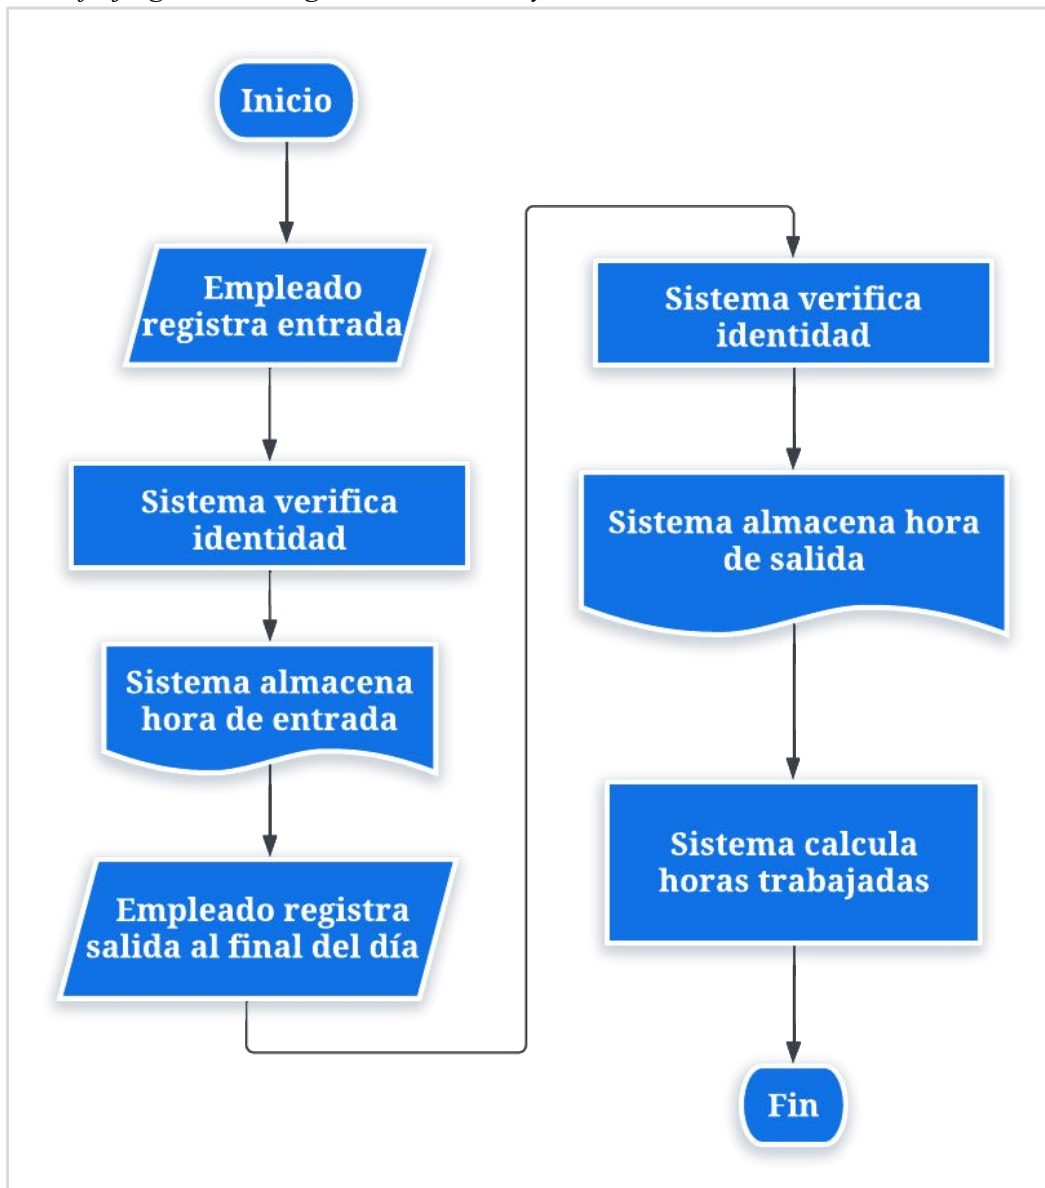 Inicio
Empleado
registra entrada
Sistema verifica
identidad
Sistema almacena
hora de entrada
Empleado registra
salida al final del día
Sistema verifica
identidad
Sistema almacena hora
de salida
Sistema calcula
horas trabajadas
Fin